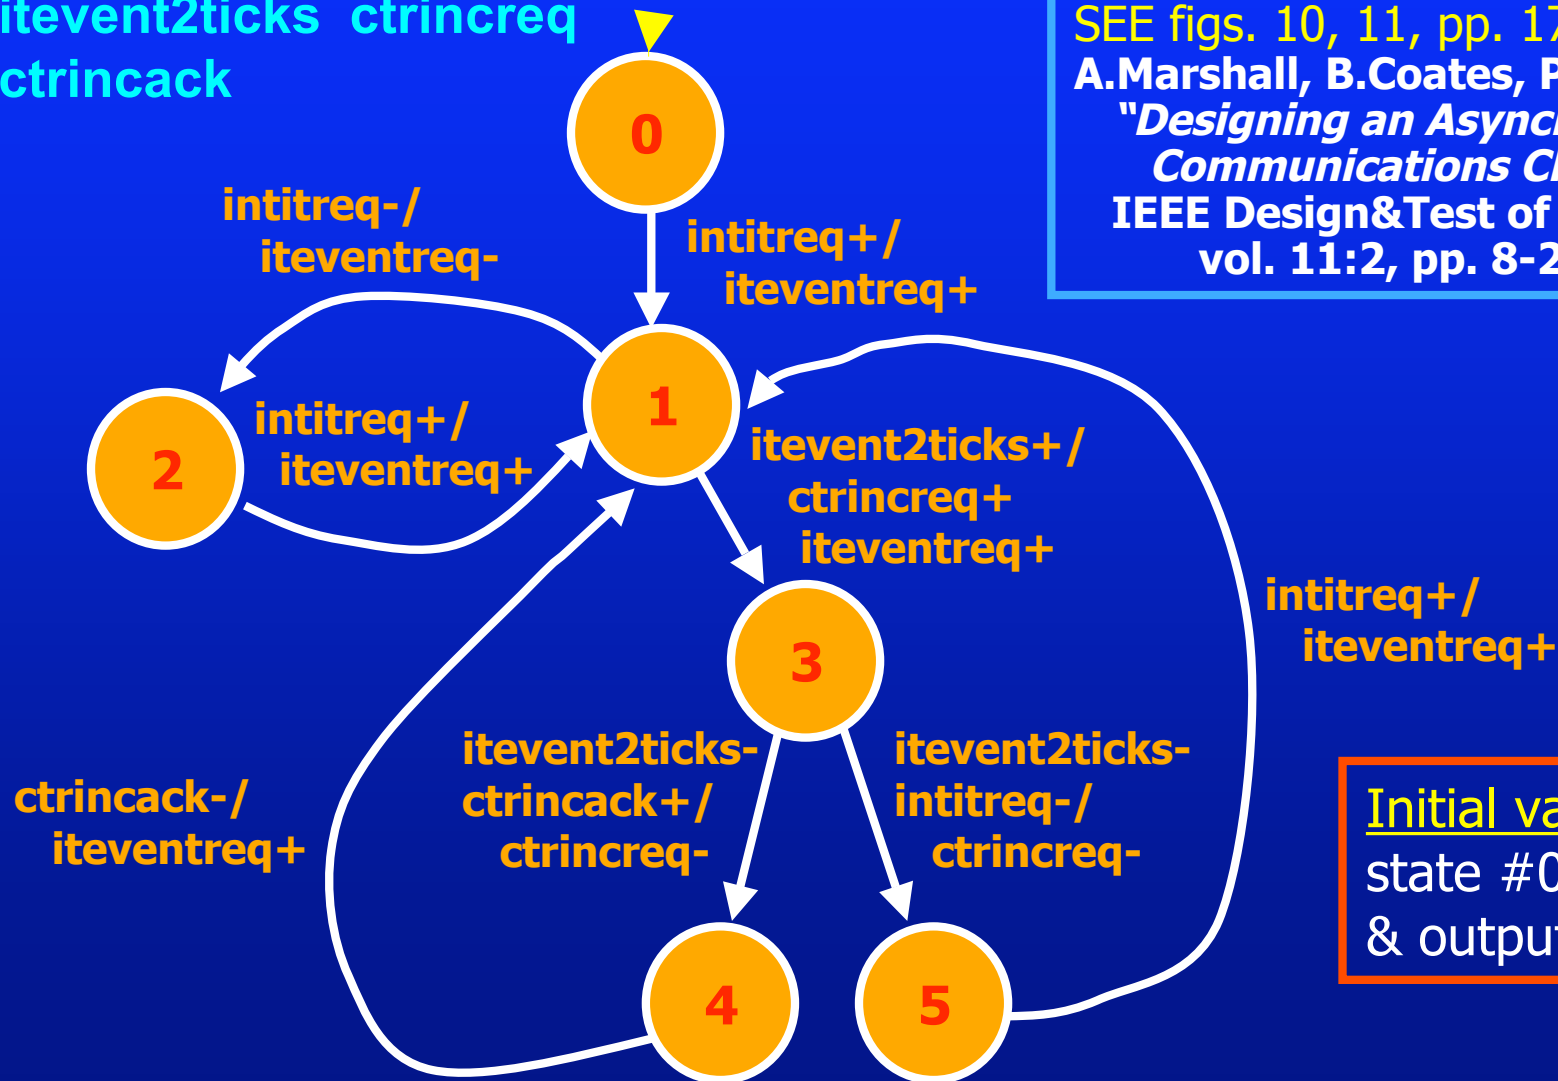 itevent2ticks ctrincreq
ctrincack
SEE figs. 10, 11, pp. 17
A.Marshall, B.Coates, P
"Designing an Asynch
Communications Ch
IEEE Design&Test of
vol. 11:2, pp. 8-2
0
intitreq-/
iteventreq-
intitreq+/
iteventreq+
1
intitreq+/
iteventreq+
2
itevent2ticks+/
ctrincreq+
iteventreq+
intitreq+/
iteventreq+
3
itevent2ticks-
ctrincack+/
ctrincreq-
itevent2ticks-
intitreq-/
ctrincreq-
ctrincack-/
iteventreq+
Initial va
state #0
& output
4
5